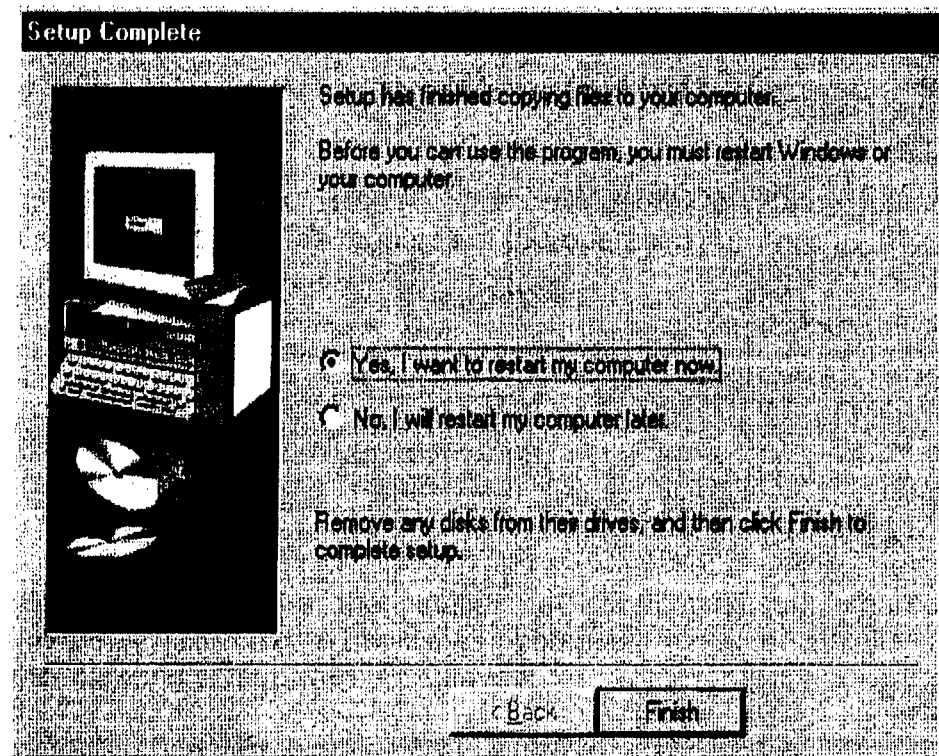 Setup Complete
Setup has finished copying files to your computer.
Before you can use the program, you must restart Windows or
your computer.
Yes, I want to restart my computer now.
No, I will restart my computer later.
Remove any disks from their drives, and then click Finish to
complete setup.
< Back
Finish